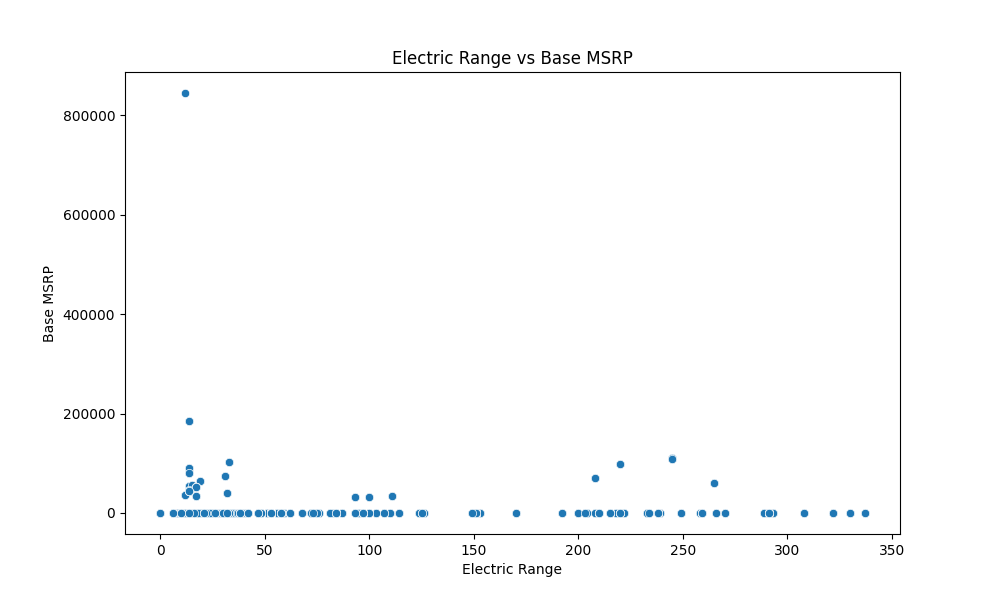 Electric Range vs Base MSRP
800000
600000
400000
200000
0
Base MSRP
0 50 100 150 200 250 300 350
Electric Range